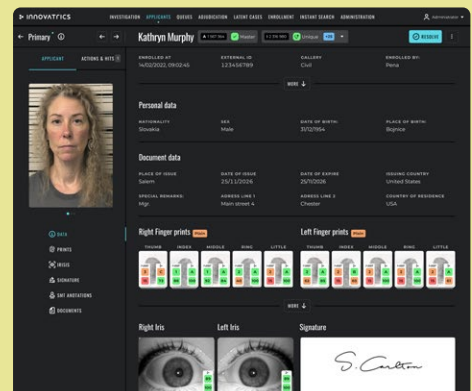 INNOVATRICS
INVESTIGATION APPLICANTS QUEUES ADJUDICATION LATENT CASES ENROLLMENT INSTANT SEARCH ADMINISTRATION
Primary
Kathryn Murphy
Master
Unique
RESOLVE
APPLICANT ACTIONS & HITS
ENROLLED AT EXTERNAL ID GALLERY ENROLLED BY:
14/02/2022, 09:02:45 123456789 Civil Pena
MORE
Personal data
NATIONALITY SEX DATE OF BIRTH: PLACE OF BIRTH:
Slovakia Male 31/12/1954 Bojnice
Document data
PLACE OF ISSUE DATE OF ISSUE DATE OF EXPIRE ISSUING COUNTRY
Salem 25/11/2026 25/11/2026 United States
SPECIAL REMARKS: ADRESS LINE 1 ADRESS LINE 2 COUNTRY OF RESIDENCE
Mgr. Main street 4 Chester USA
Right Finger prints Plain
Left Finger prints Plain
THUMB INDEX MIDDLE RING LITTLE
THUMB INDEX MIDDLE RING LITTLE
DATA
PRINTS
IRISIS
SIGNATURE
SMT ANOTATIONS
DOCUMENTS
MORE
Right Iris
Left Iris
Signature
S. Carlton